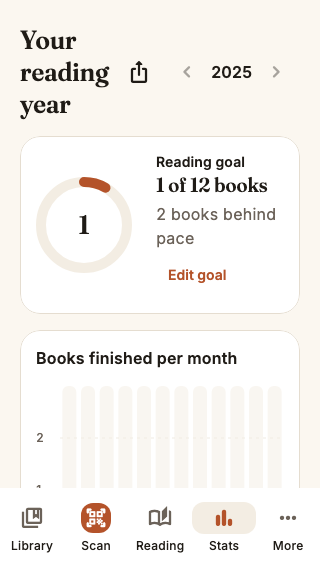 Your
reading
year
2025
Reading goal
1 of 12 books
1
2 books behind
pace
Edit goal
Books finished per month
2
Library
Scan
Reading
Stats
More